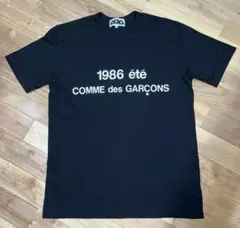 1986 été
COMME des GARÇONS